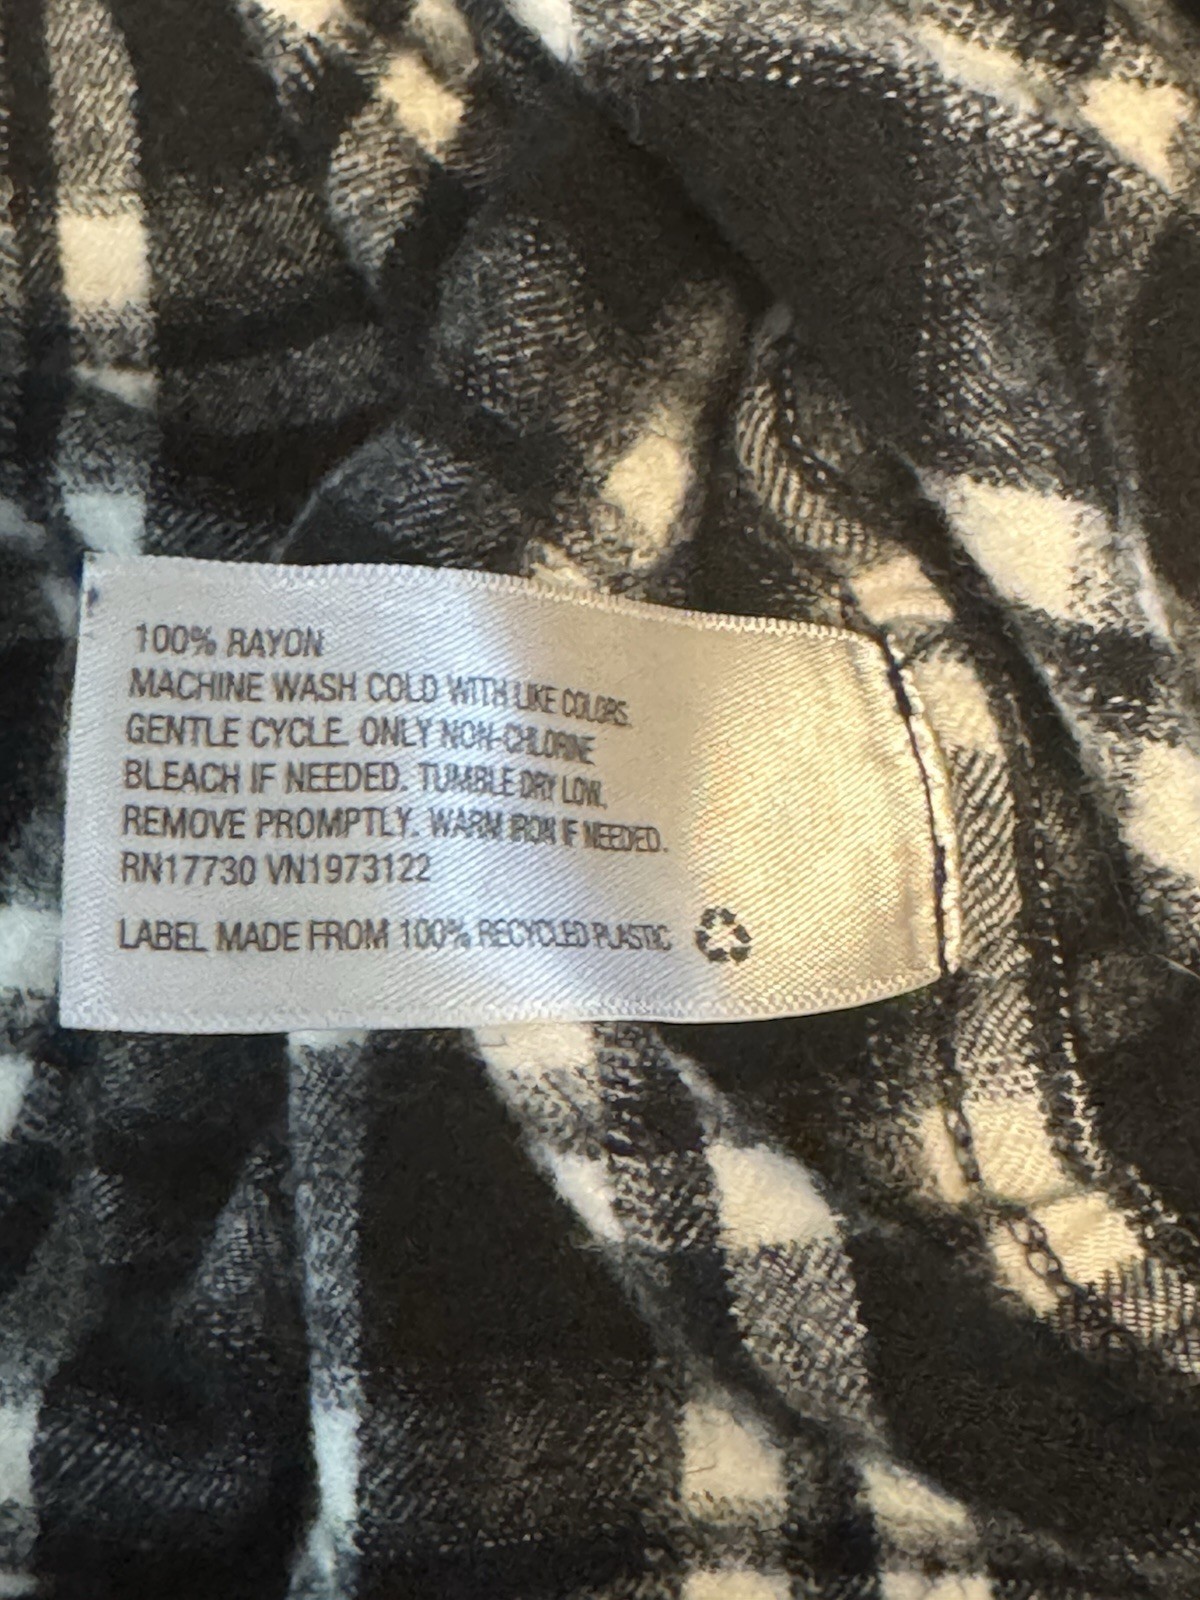 100% RAYON
MACHINE WASH COLD WITH LIKE COLORS.
GENTLE CYCLE. ONLY NON-CHLORINE
BLEACH IF NEEDED. TUMBLE DRY LOW.
REMOVE PROMPTLY. WARM IRON IF NEEDED.
RN17730 VN1973122
LABEL MADE FROM 100% RECYCLED PLASTIC